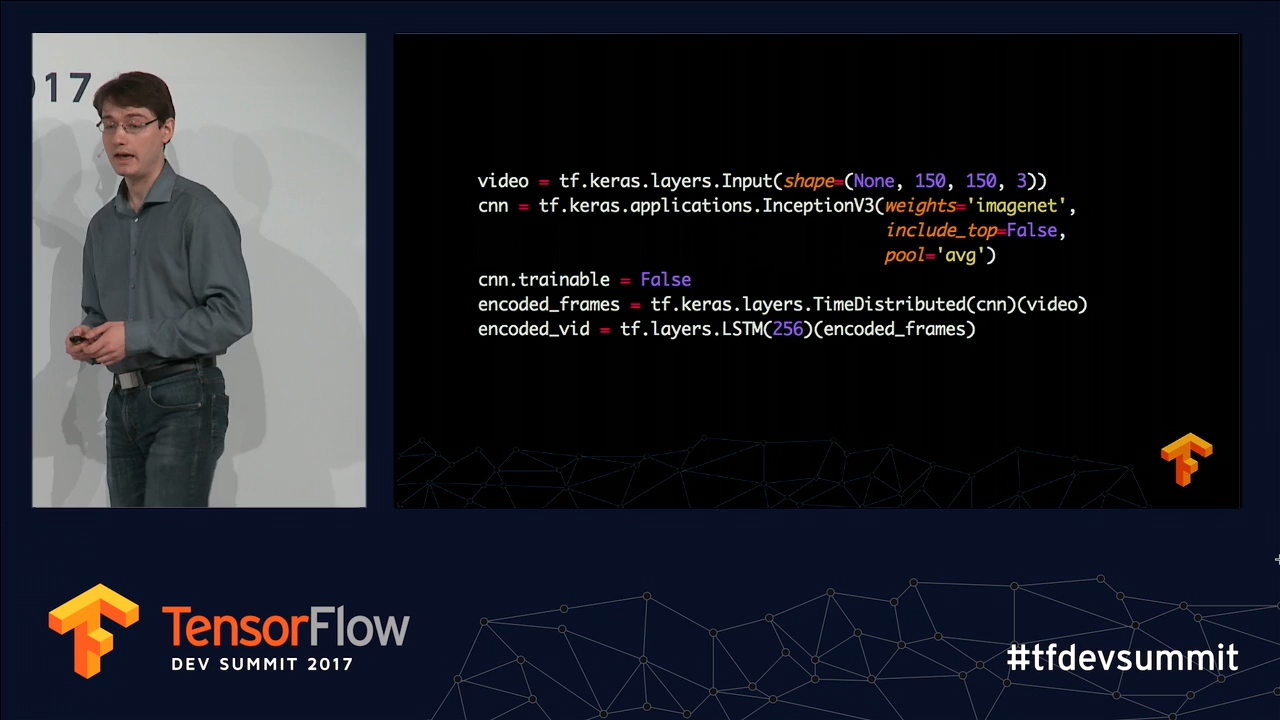 017
video = tf.keras.layers.Input(shape=(None, 150, 150, 3))
cnn = tf.keras.applications.InceptionV3(weights='imagenet',
include_top=False,
pool='avg')
cnn.trainable = False
encoded_frames = tf.keras.layers.TimeDistributed(cnn)(video)
encoded_vid = tf.layers.LSTM(256)(encoded_frames)
TensorFlow
DEV SUMMIT 2017
#tfdevsummit